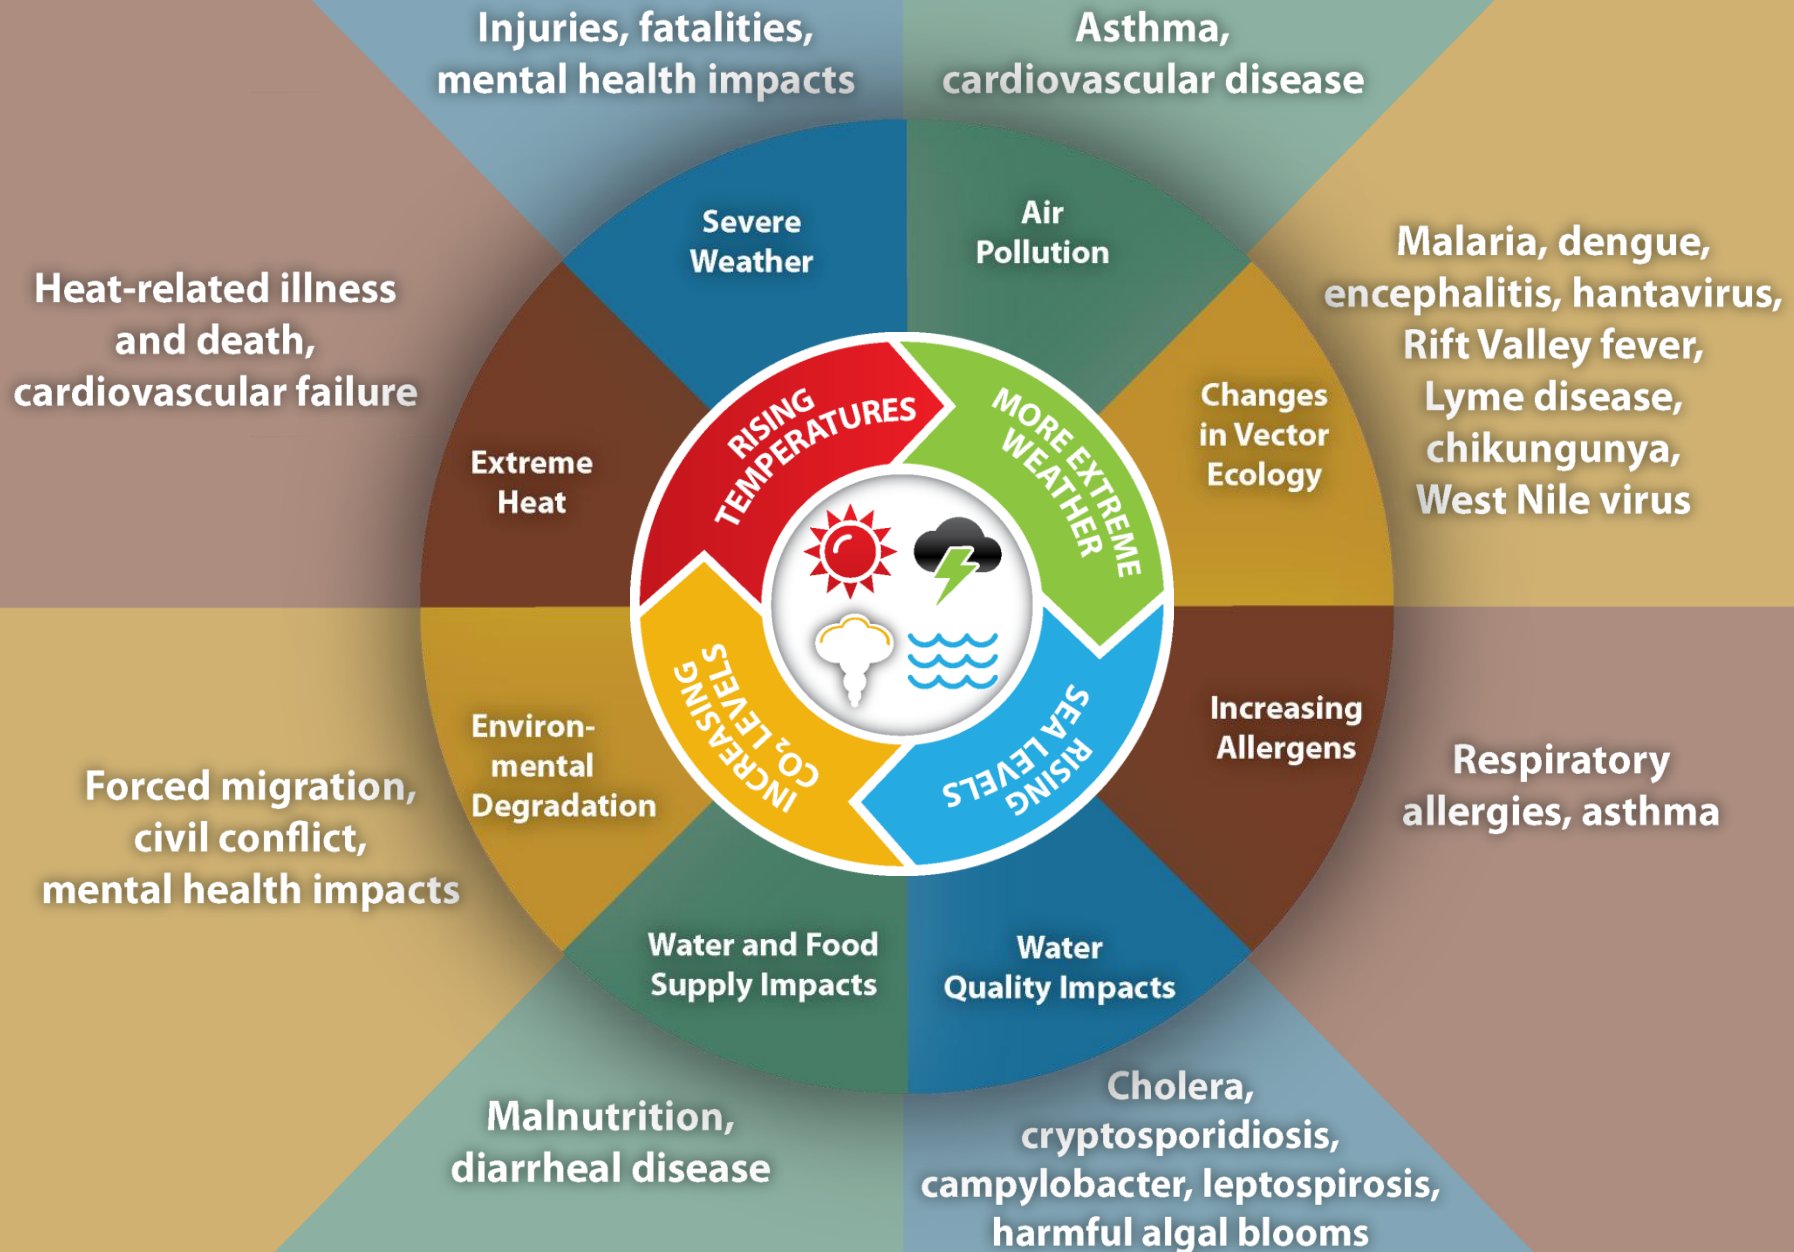 Injuries, fatalities,
mental health impacts
Asthma,
cardiovascular disease
Severe
Weather
Air
Pollution
Heat-related illness
and death,
cardiovascular failure
Malaria, dengue,
encephalitis, hantavirus,
Rift Valley fever,
Lyme disease,
chikungunya,
West Nile virus
Extreme
Heat
Changes
in Vector
Ecology
RISING
TEMPERATURES
MORE EXTREME
WEATHER
RISING
SEA LEVELS
INCREASING
CO₂ LEVELS
Environ-
mental
Degradation
Increasing
Allergens
Forced migration,
civil conflict,
mental health impacts
Respiratory
allergies, asthma
Water and Food
Supply Impacts
Water
Quality Impacts
Malnutrition,
diarrheal disease
Cholera,
cryptosporidiosis,
campylobacter, leptospirosis,
harmful algal blooms